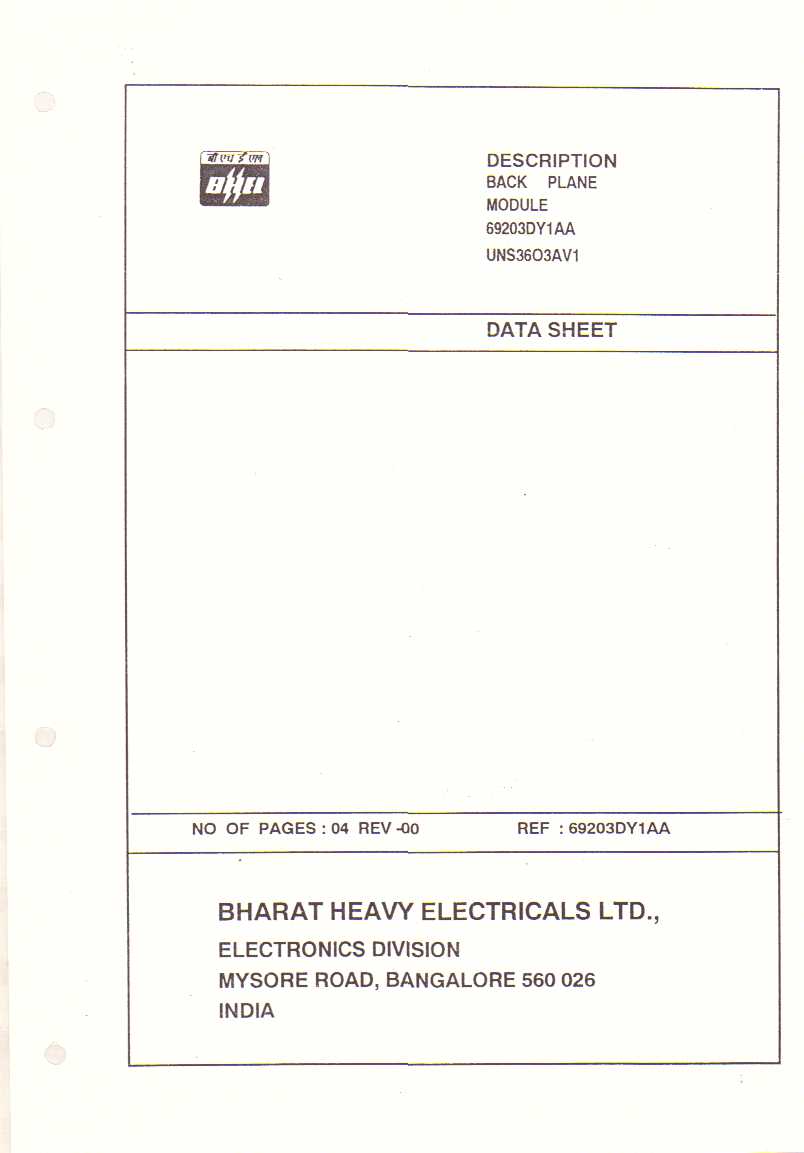 बी एच ई एल
BHEL
DESCRIPTION
BACK PLANE
MODULE
69203DY1AA
UNS36O3AV1
DATA SHEET
NO OF PAGES : 04 REV -00
REF : 69203DY1AA
BHARAT HEAVY ELECTRICALS LTD.,
ELECTRONICS DIVISION
MYSORE ROAD, BANGALORE 560 026
INDIA